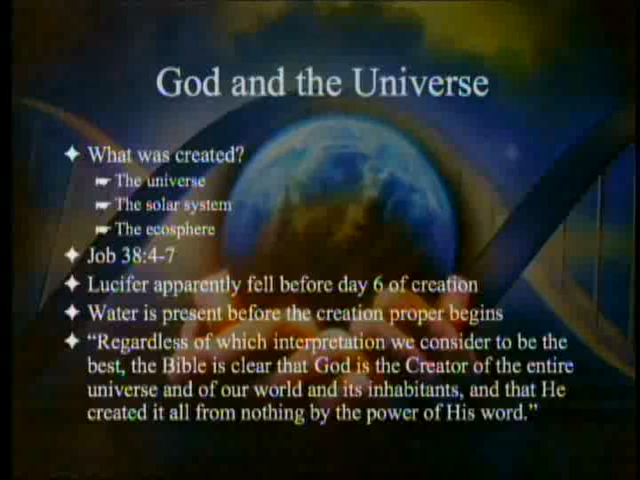 God and the Universe
What was created?
The universe
The solar system
The ecosphere
Job 38:4-7
Lucifer apparently fell before day 6 of creation
Water is present before the creation proper begins
“Regardless of which interpretation we consider to be the
best, the Bible is clear that God is the Creator of the entire
universe and of our world and its inhabitants, and that He
created it all from nothing by the power of His word.”